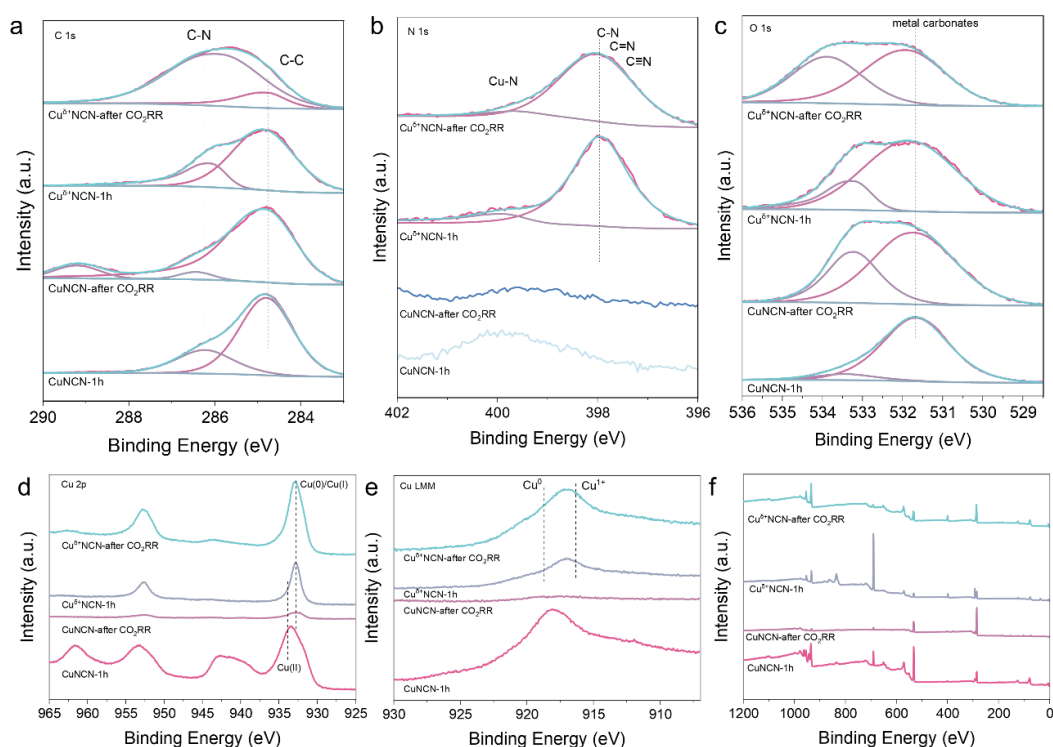 a
C 1s
C-N
C-C
Cuᵟ⁺NCN-after CO₂RR
Cuᵟ⁺NCN-1h
CuNCN-after CO₂RR
CuNCN-1h
Intensity (a.u.)
290 288 286 284
Binding Energy (eV)
b
N 1s
C-N
C=N
C≡N
Cu-N
Cuᵟ⁺NCN-after CO₂RR
Cuᵟ⁺NCN-1h
CuNCN-after CO₂RR
CuNCN-1h
Intensity (a.u.)
402 400 398 396
Binding Energy (eV)
c
O 1s
metal carbonates
Cuᵟ⁺NCN-after CO₂RR
Cuᵟ⁺NCN-1h
CuNCN-after CO₂RR
CuNCN-1h
Intensity (a.u.)
536 535 534 533 532 531 530 529
Binding Energy (eV)
d
Cu 2p
Cu(0)/Cu(I)
Cuᵟ⁺NCN-after CO₂RR
Cuᵟ⁺NCN-1h
CuNCN-after CO₂RR
Cu(II)
CuNCN-1h
Intensity (a.u.)
965 960 955 950 945 940 935 930 925
Binding Energy (eV)
e
Cu LMM
Cu⁰
Cu¹⁺
Cuᵟ⁺NCN-after CO₂RR
Cuᵟ⁺NCN-1h
CuNCN-after CO₂RR
CuNCN-1h
Intensity (a.u.)
930 925 920 915 910
Binding Energy (eV)
f
Cuᵟ⁺NCN-after CO₂RR
Cuᵟ⁺NCN-1h
CuNCN-after CO₂RR
CuNCN-1h
Intensity (a.u.)
1200 1000 800 600 400 200 0
Binding Energy (eV)